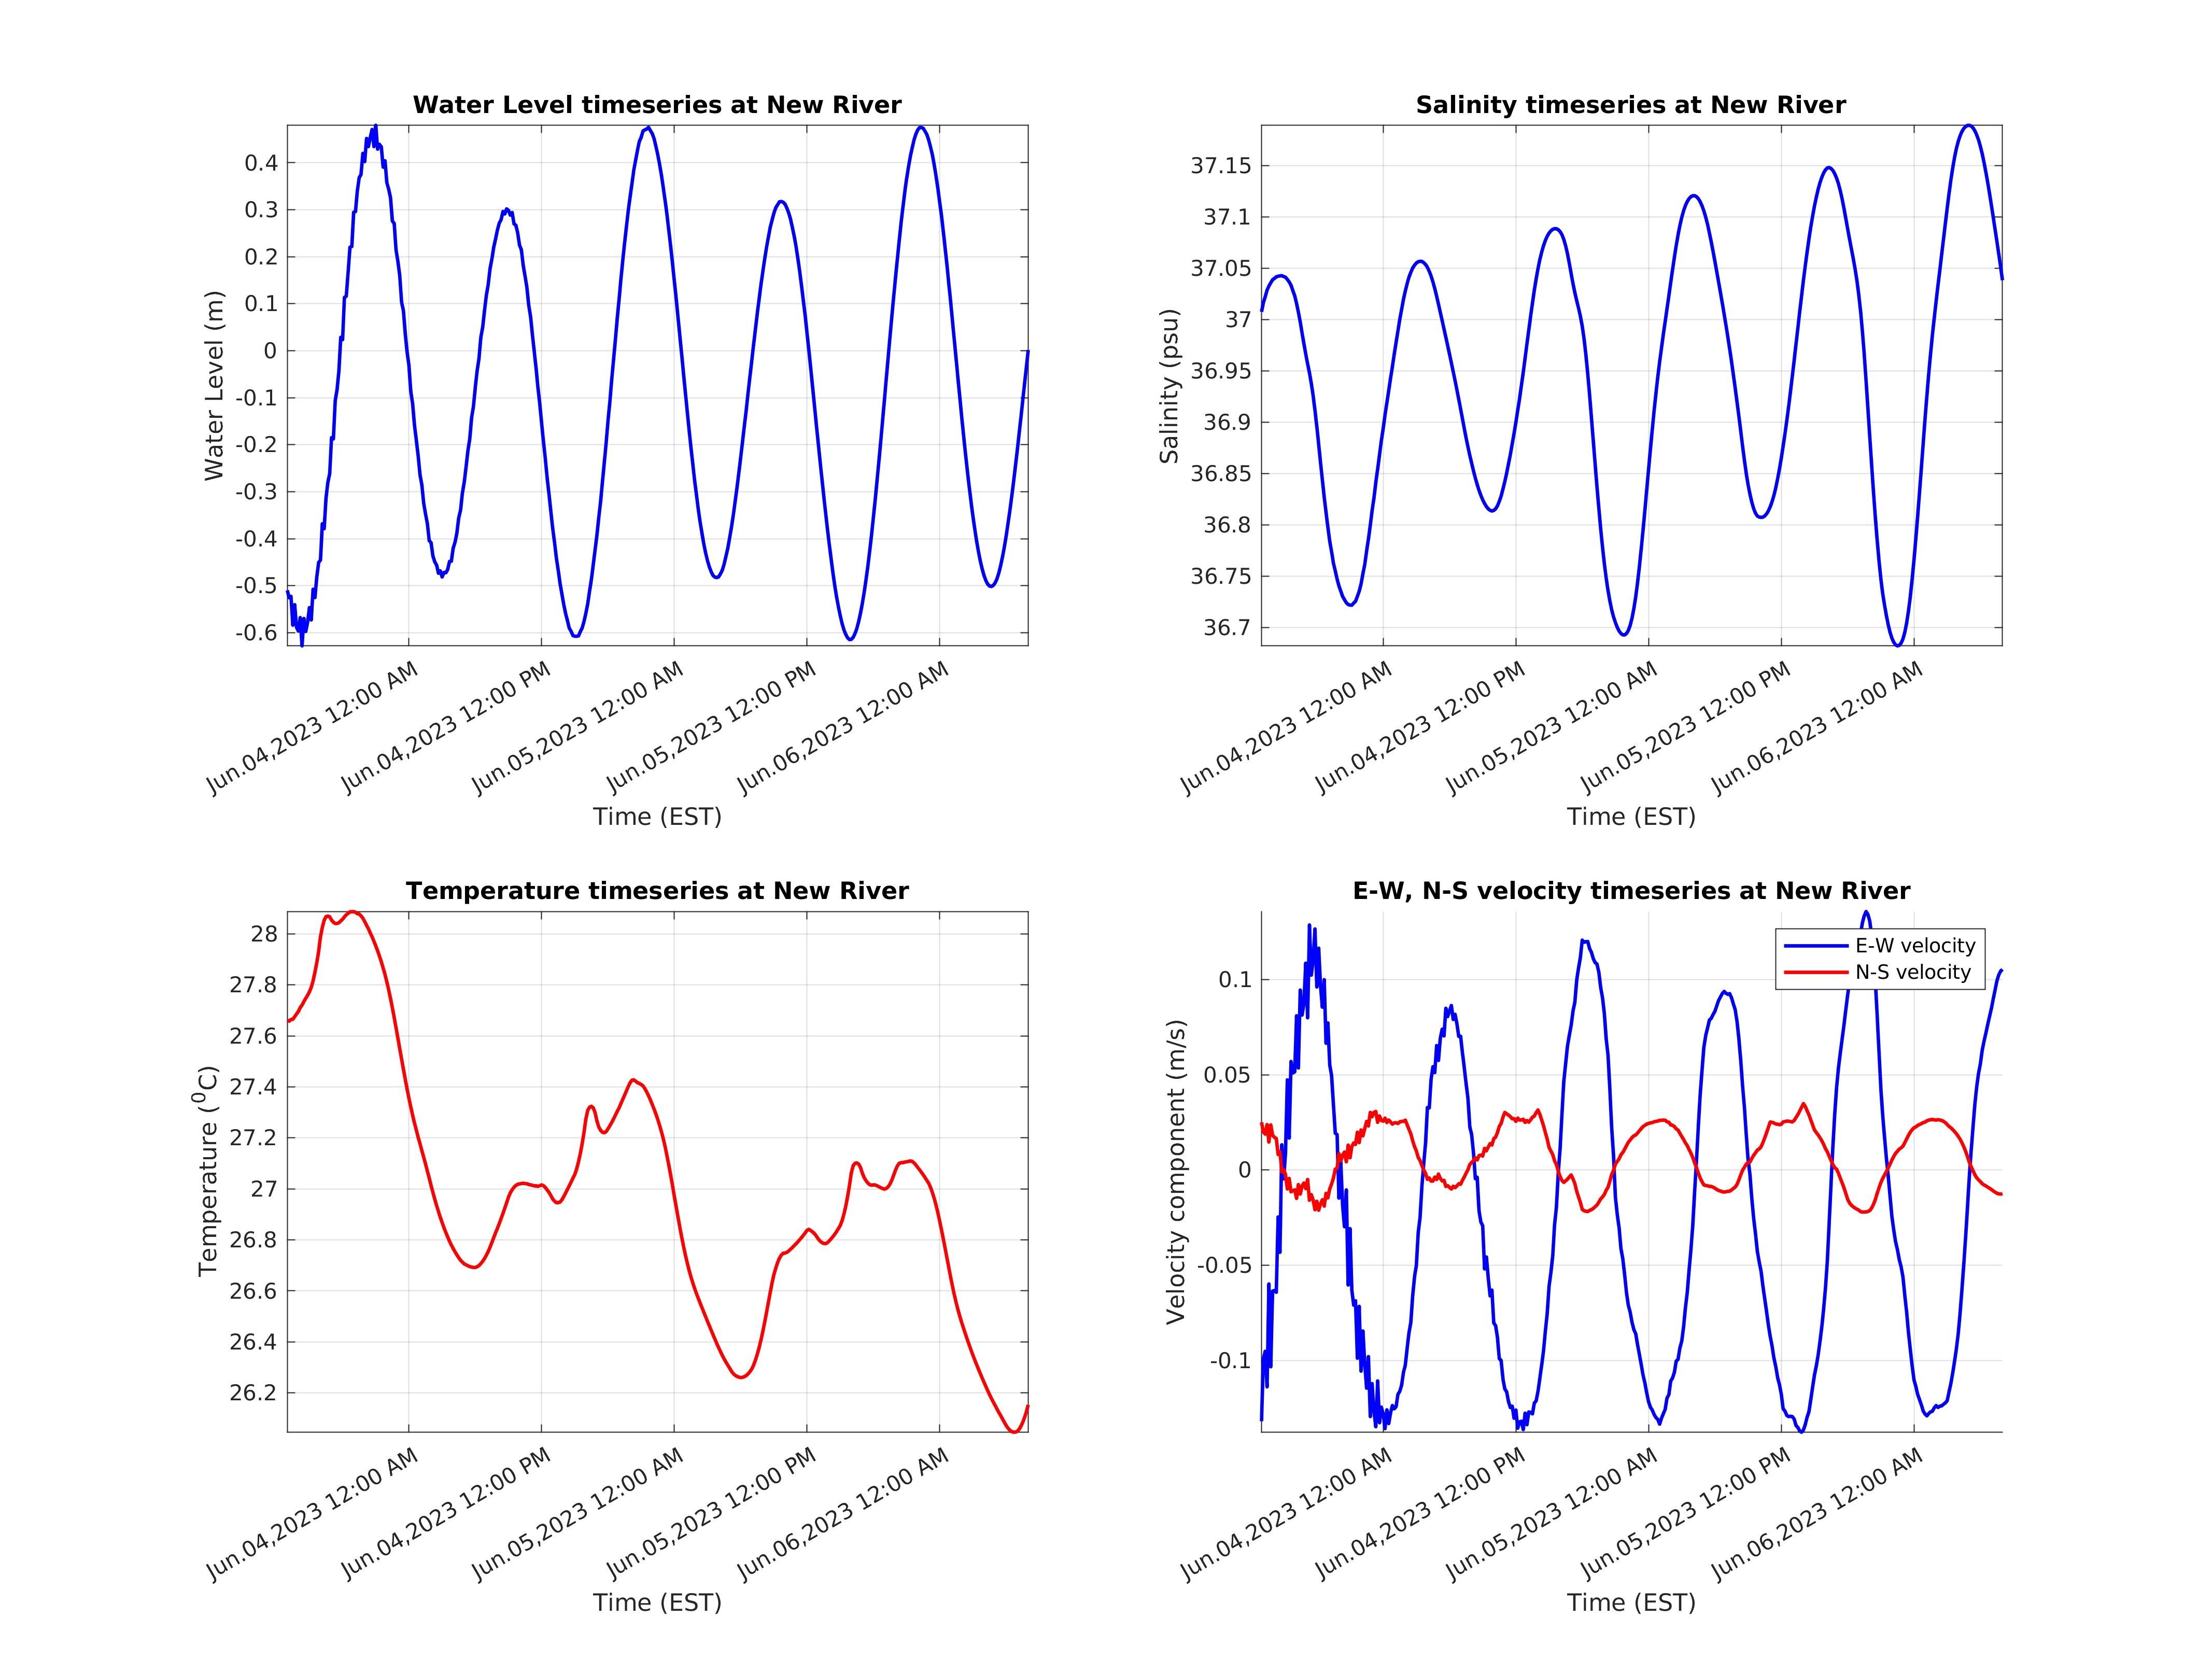 Water Level timeseries at New River
Water Level (m)
0.4
0.3
0.2
0.1
0
-0.1
-0.2
-0.3
-0.4
-0.5
-0.6
Jun.04,2023 12:00 AM
Jun.04,2023 12:00 PM
Jun.05,2023 12:00 AM
Jun.05,2023 12:00 PM
Jun.06,2023 12:00 AM
Time (EST)
Salinity timeseries at New River
Salinity (psu)
37.15
37.1
37.05
37
36.95
36.9
36.85
36.8
36.75
36.7
Jun.04,2023 12:00 AM
Jun.04,2023 12:00 PM
Jun.05,2023 12:00 AM
Jun.05,2023 12:00 PM
Jun.06,2023 12:00 AM
Time (EST)
Temperature timeseries at New River
Temperature (⁰C)
28
27.8
27.6
27.4
27.2
27
26.8
26.6
26.4
26.2
Jun.04,2023 12:00 AM
Jun.04,2023 12:00 PM
Jun.05,2023 12:00 AM
Jun.05,2023 12:00 PM
Jun.06,2023 12:00 AM
Time (EST)
E-W, N-S velocity timeseries at New River
Velocity component (m/s)
0.1
0.05
0
-0.05
-0.1
E-W velocity
N-S velocity
Jun.04,2023 12:00 AM
Jun.04,2023 12:00 PM
Jun.05,2023 12:00 AM
Jun.05,2023 12:00 PM
Jun.06,2023 12:00 AM
Time (EST)